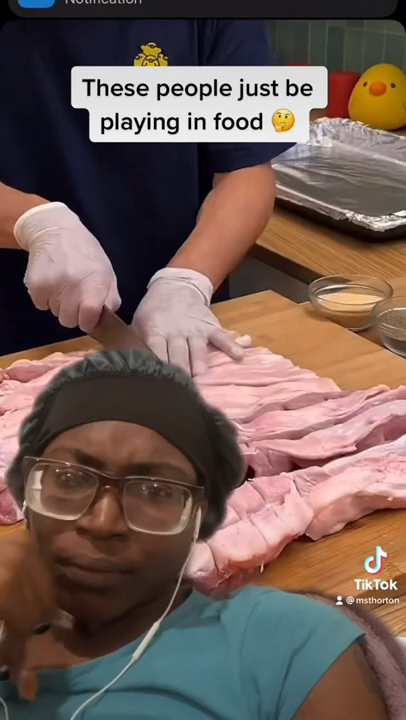 Notification
These people just be
playing in food 🤔
TikTok
@msthorton